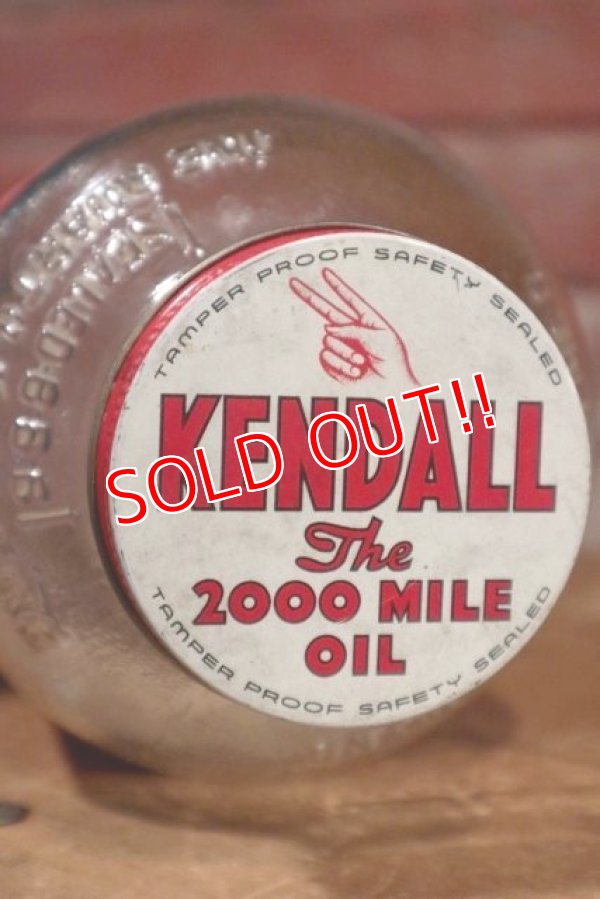 TAMPER PROOF SAFETY SEALED
KENDALL
SOLD OUT!!
The
2000 MILE
OIL
TAMPER PROOF SAFETY SEALED